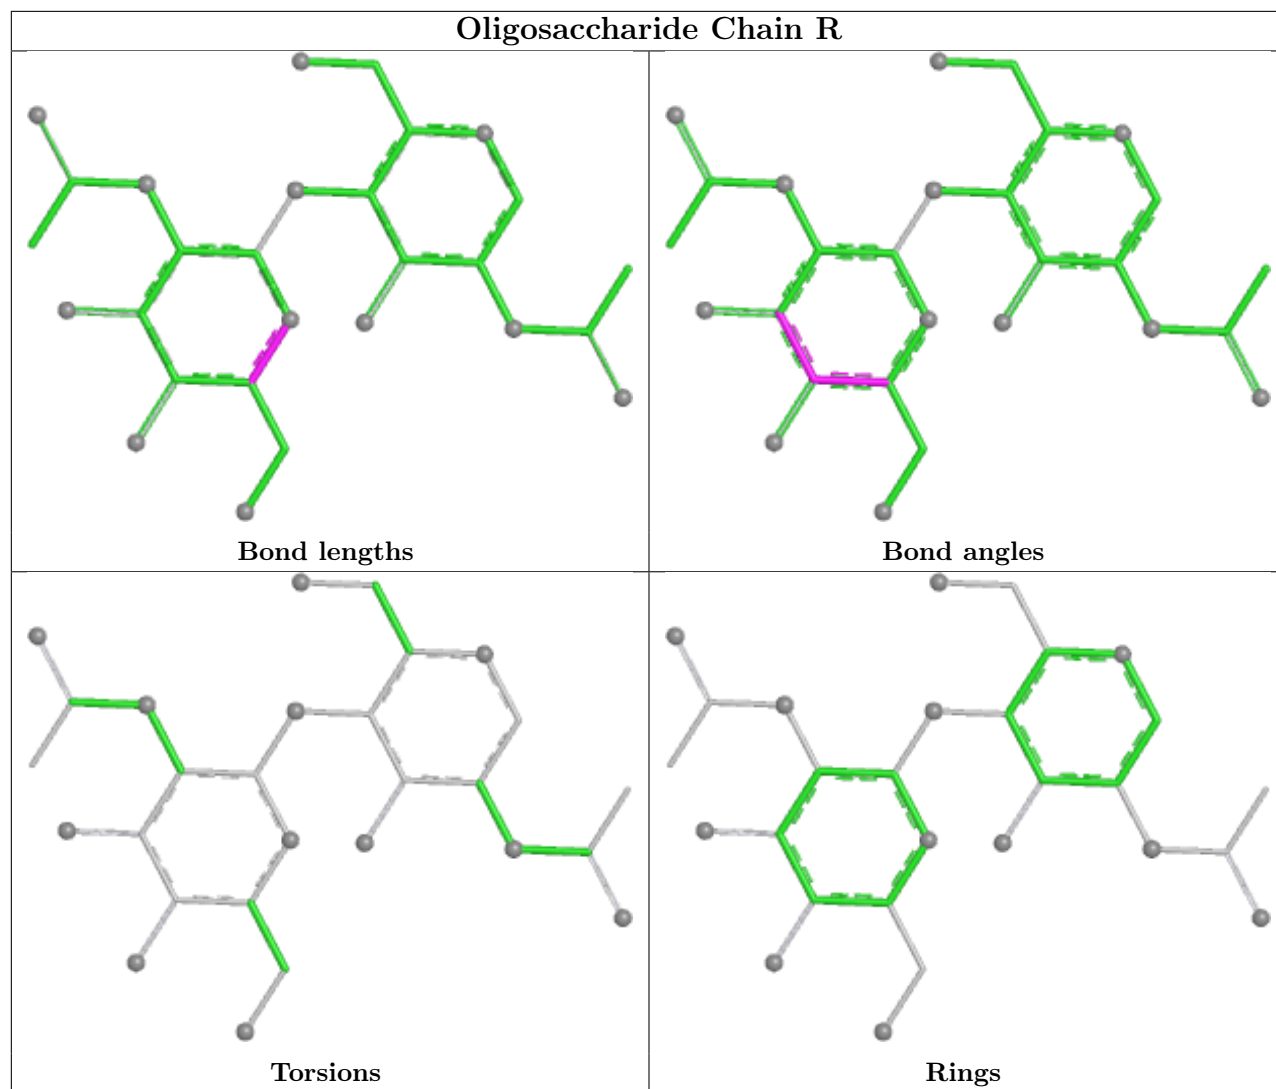 Oligosaccharide Chain R
Bond lengths
Bond angles
Torsions
Rings